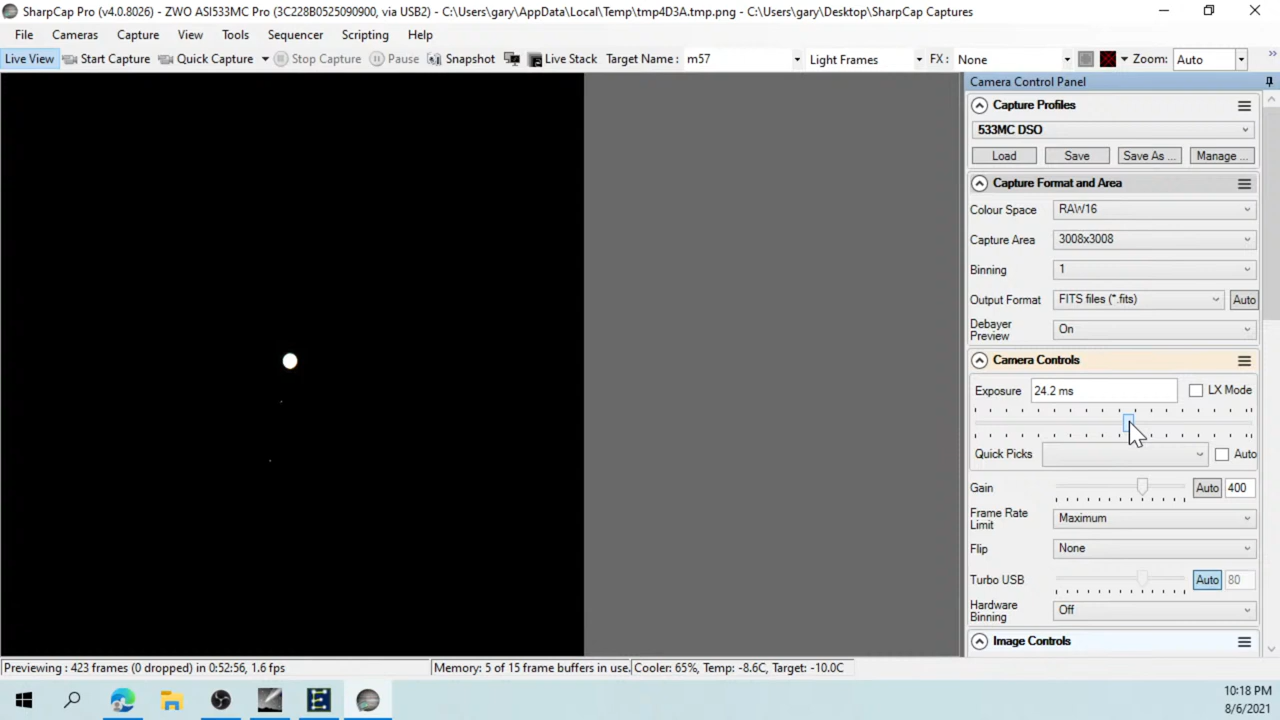 SharpCap Pro (v4.0.8026) - ZWO ASI533MC Pro (3C228B0525090900, via USB2) - C:\Users\gary\AppData\Local\Temp\tmp4D3A.tmp.png - C:\Users\gary\Desktop\SharpCap Captures
File Cameras Capture View Tools Sequencer Scripting Help
Live View Start Capture Quick Capture Stop Capture Pause Snapshot Live Stack Target Name: m57 Light Frames FX: None Zoom: Auto
Camera Control Panel
Capture Profiles
533MC DSO
Load Save Save As ... Manage ...
Capture Format and Area
Colour Space RAW16
Capture Area 3008x3008
Binning 1
Output Format FITS files (*.fits) Auto
Debayer Preview On
Camera Controls
Exposure 24.2 ms LX Mode
Quick Picks Auto
Gain Auto 400
Frame Rate Limit Maximum
Flip None
Turbo USB Auto 80
Hardware Binning Off
Image Controls
Previewing : 423 frames (0 dropped) in 0:52:56, 1.6 fps Memory: 5 of 15 frame buffers in use. Cooler: 65%, Temp: -8.6C, Target: -10.0C
10:18 PM
8/6/2021